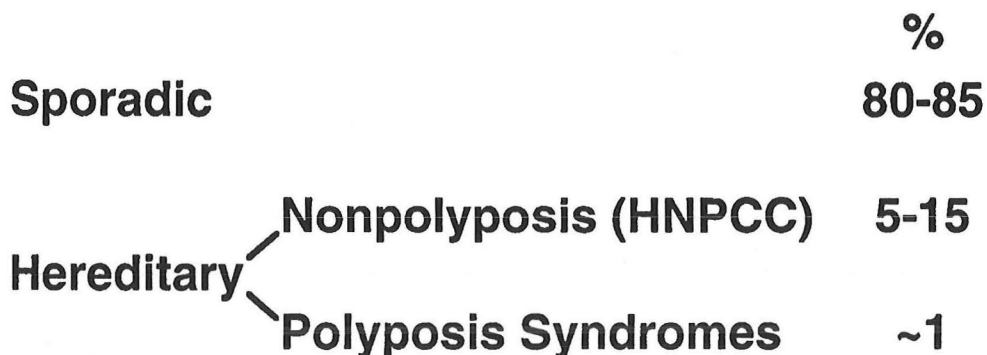 %
Sporadic 80-85
Nonpolyposis (HNPCC) 5-15
Hereditary
Polyposis Syndromes ~1